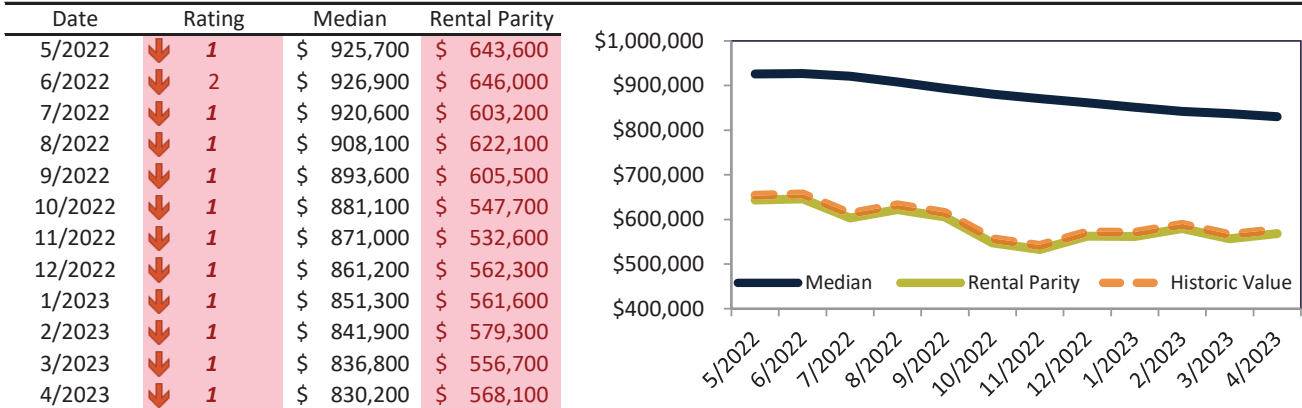 Date Rating Median Rental Parity
5/2022 1 $ 925,700 $ 643,600
6/2022 2 $ 926,900 $ 646,000
7/2022 1 $ 920,600 $ 603,200
8/2022 1 $ 908,100 $ 622,100
9/2022 1 $ 893,600 $ 605,500
10/2022 1 $ 881,100 $ 547,700
11/2022 1 $ 871,000 $ 532,600
12/2022 1 $ 861,200 $ 562,300
1/2023 1 $ 851,300 $ 561,600
2/2023 1 $ 841,900 $ 579,300
3/2023 1 $ 836,800 $ 556,700
4/2023 1 $ 830,200 $ 568,100
$1,000,000
$900,000
$800,000
$700,000
$600,000
$500,000
$400,000
Median Rental Parity Historic Value
5/2022 6/2022 7/2022 8/2022 9/2022 10/2022 11/2022 12/2022 1/2023 2/2023 3/2023 4/2023